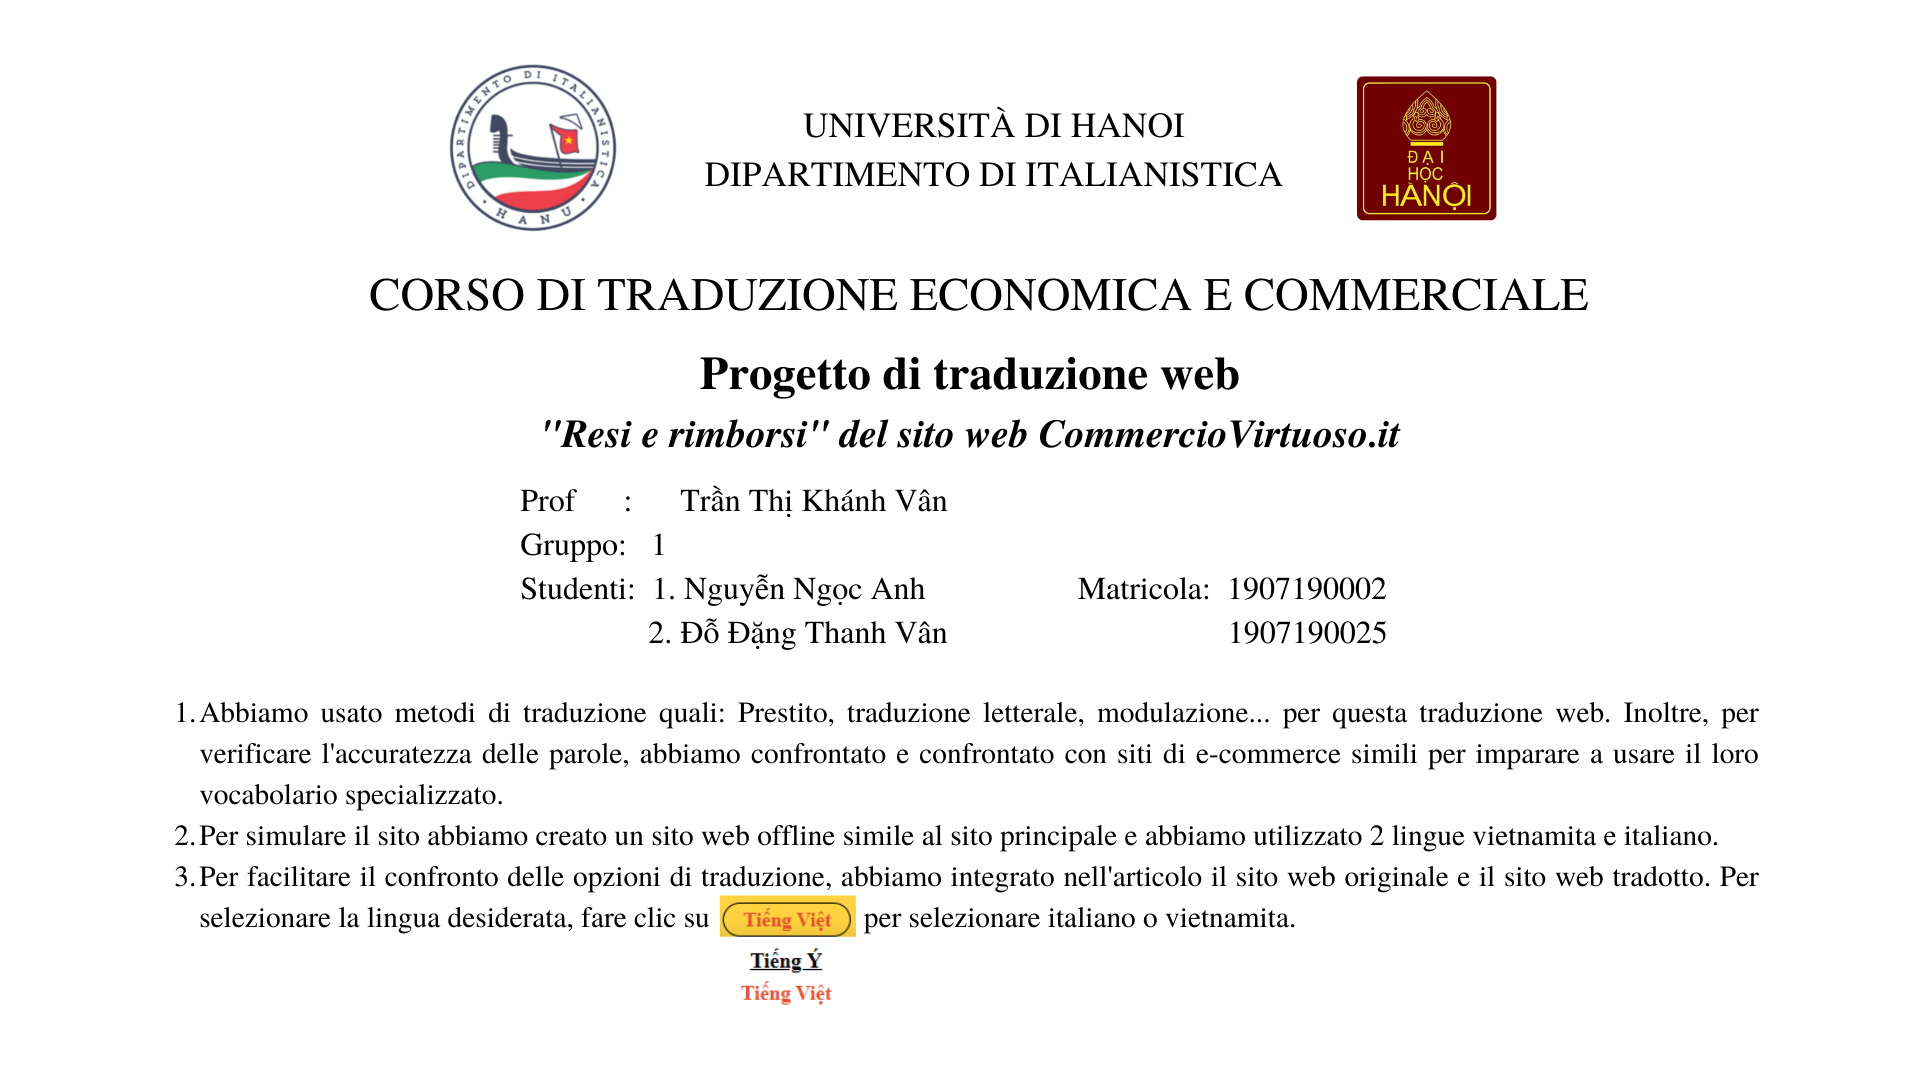 DIPARTIMENTO DI ITALIANISTICA
• HANU •
UNIVERSITÀ DI HANOI
DIPARTIMENTO DI ITALIANISTICA
ĐẠI
HỌC
HÀNỘI
CORSO DI TRADUZIONE ECONOMICA E COMMERCIALE
Progetto di traduzione web
"Resi e rimborsi" del sito web CommercioVirtuoso.it
Prof : Trần Thị Khánh Vân
Gruppo: 1
Studenti: 1. Nguyễn Ngọc Anh Matricola: 1907190002
2. Đỗ Đặng Thanh Vân 1907190025
1. Abbiamo usato metodi di traduzione quali: Prestito, traduzione letterale, modulazione... per questa traduzione web. Inoltre, per
verificare l'accuratezza delle parole, abbiamo confrontato e confrontato con siti di e-commerce simili per imparare a usare il loro
vocabolario specializzato.
2. Per simulare il sito abbiamo creato un sito web offline simile al sito principale e abbiamo utilizzato 2 lingue vietnamita e italiano.
3. Per facilitare il confronto delle opzioni di traduzione, abbiamo integrato nell'articolo il sito web originale e il sito web tradotto. Per
selezionare la lingua desiderata, fare clic su Tiếng Việt per selezionare italiano o vietnamita.
Tiếng Ý
Tiếng Việt